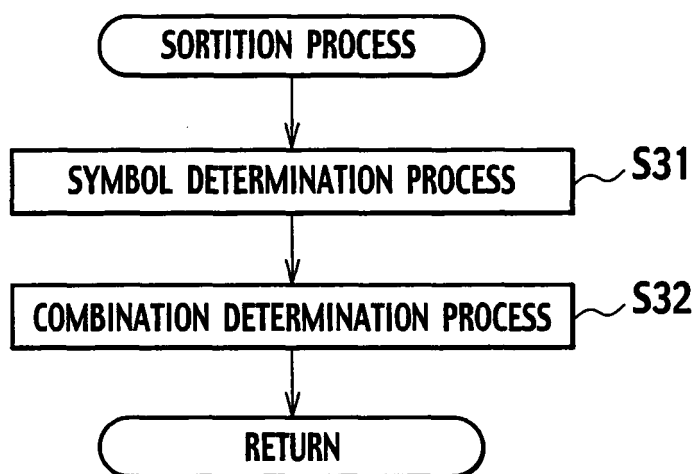 SORTITION PROCESS
SYMBOL DETERMINATION PROCESS
S31
COMBINATION DETERMINATION PROCESS
S32
RETURN